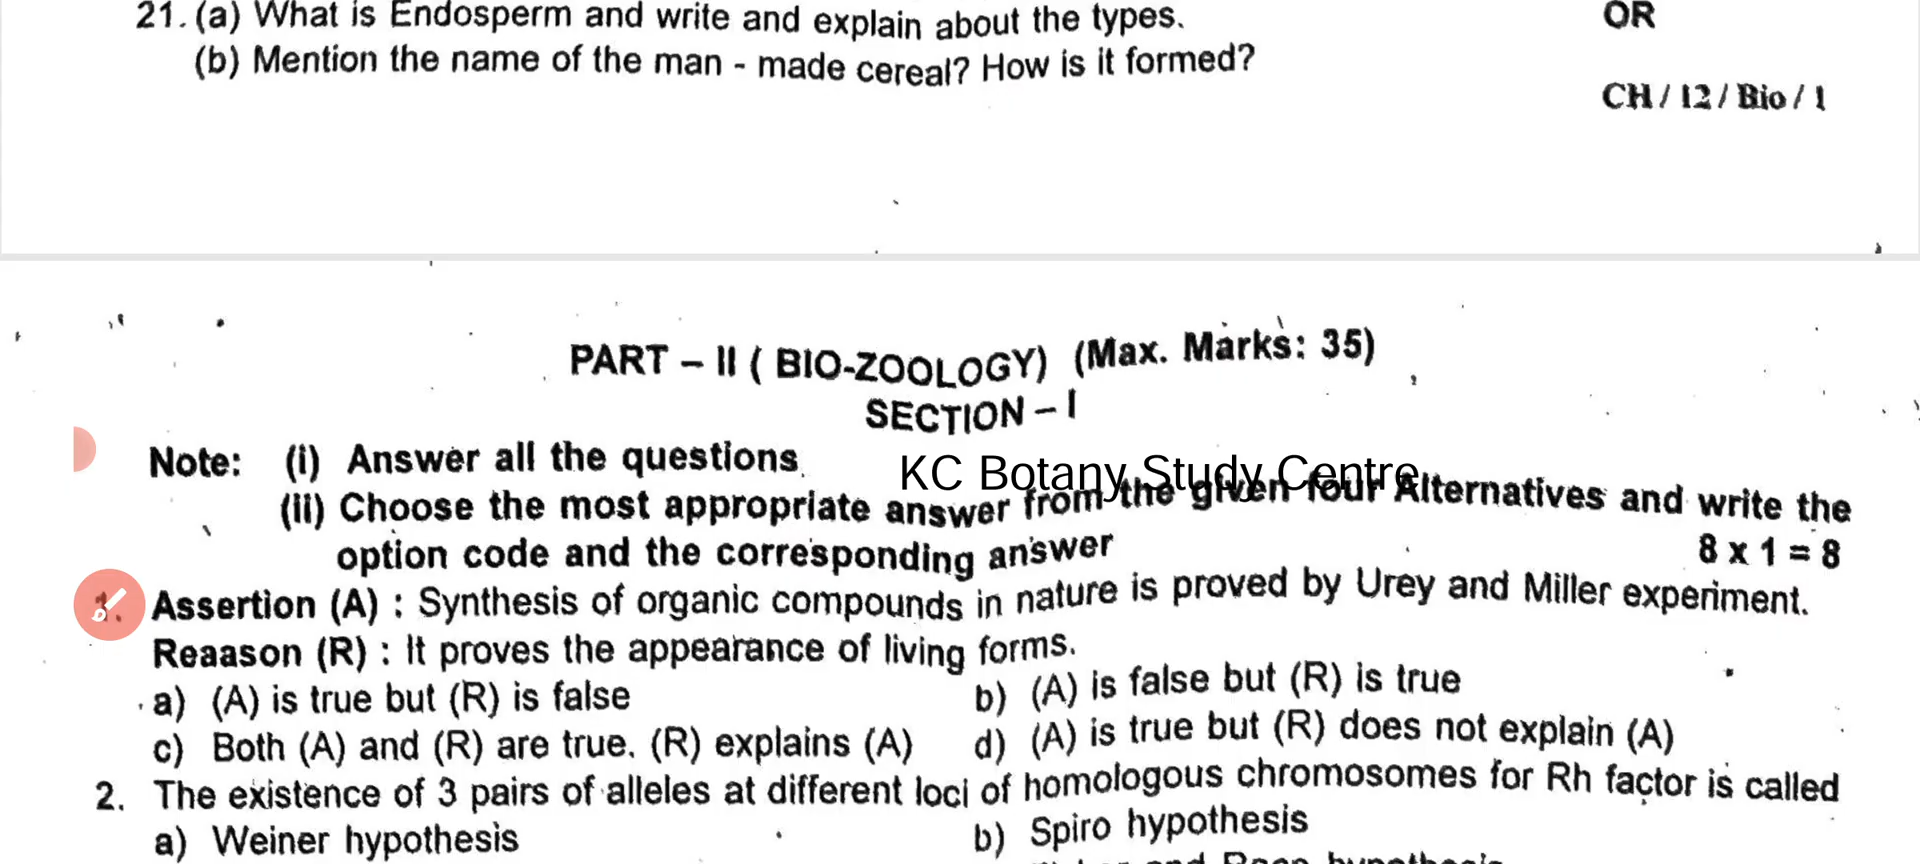 21. (a) What is Endosperm and write and explain about the types.
OR
(b) Mention the name of the man - made cereal? How is it formed?
CH / 12 / Bio / 1
PART – II ( BIO-ZOOLOGY) (Max. Marks: 35)
SECTION – I
Note: (i) Answer all the questions
KC Botany Study Centre
(ii) Choose the most appropriate answer from the given four Alternatives and write the
option code and the corresponding answer
8 x 1 = 8
1. Assertion (A) : Synthesis of organic compounds in nature is proved by Urey and Miller experiment.
Reaason (R) : It proves the appearance of living forms.
a) (A) is true but (R) is false b) (A) is false but (R) is true
c) Both (A) and (R) are true. (R) explains (A) d) (A) is true but (R) does not explain (A)
2. The existence of 3 pairs of alleles at different loci of homologous chromosomes for Rh factor is called
a) Weiner hypothesis b) Spiro hypothesis
and hypothesis